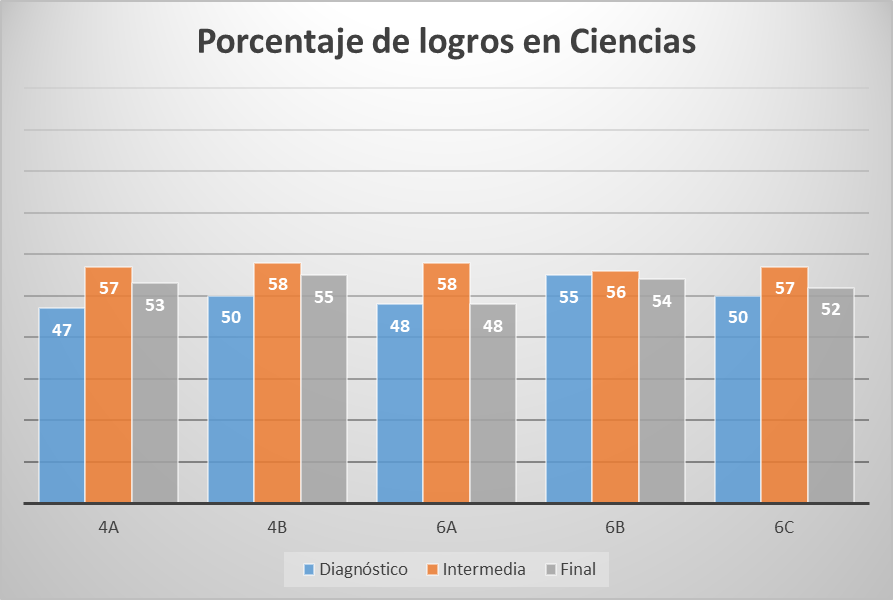 Porcentaje de logros en Ciencias
47 57 53 50 58 55 48 58 48 55 56 54 50 57 52
4A 4B 6A 6B 6C
Diagnóstico Intermedia Final